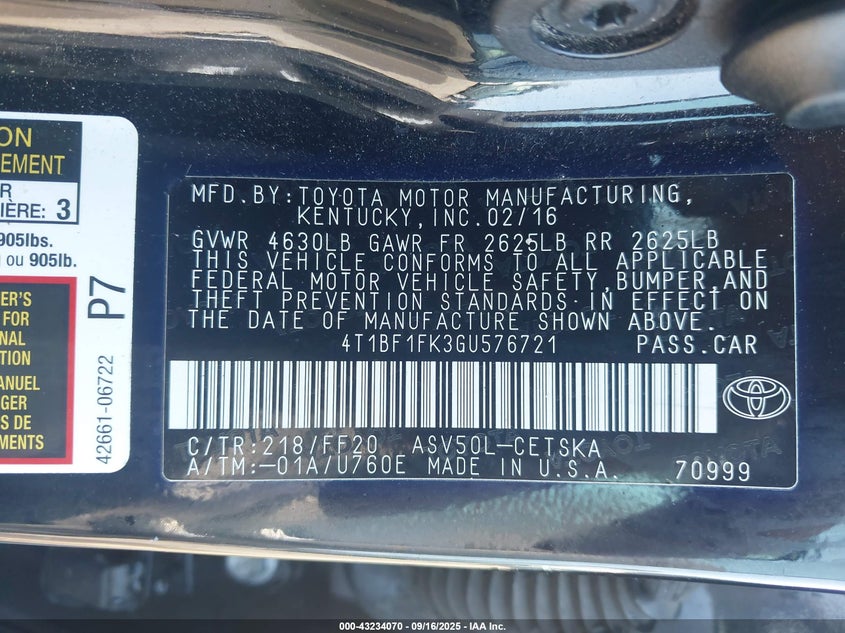 ON
EMENT
R
IÈRE: 3
905lbs.
ou 905lb.
ER'S
FOR
NAL
TION
MANUEL
GER
S DE
MENTS
P7
42661-06722
MFD.BY:TOYOTA MOTOR MANUFACTURING,
KENTUCKY,INC.02/16
GVWR 4630LB GAWR FR 2625LB RR 2625LB
THIS VEHICLE CONFORMS TO ALL APPLICABLE
FEDERAL MOTOR VEHICLE SAFETY,BUMPER,AND
THEFT PREVENTION STANDARDS IN EFFECT ON
THE DATE OF MANUFACTURE SHOWN ABOVE.
4T1BF1FK3GU576721 PASS.CAR
C/TR:218/FF20 ASV50L-CETSKA
A/TM:-01A/U760E MADE IN U.S.A. 70999
000-43234070 - 09/16/2025 - IAA Inc.